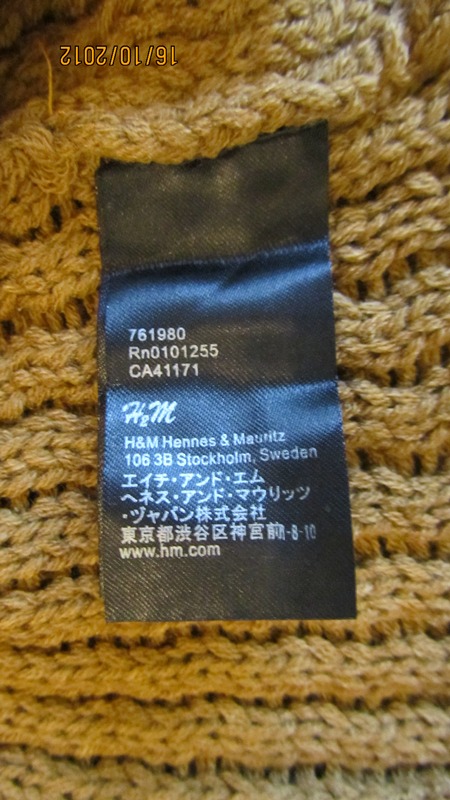 16/10/2012
761980
Rn0101255
CA41171
H&M
H&M Hennes & Mauritz
106 3B Stockholm, Sweden
エイチ・アンド・エム
ヘネス・アンド・マウリッツ
・ジャパン株式会社
東京都渋谷区神宮前1-8-10
www.hm.com